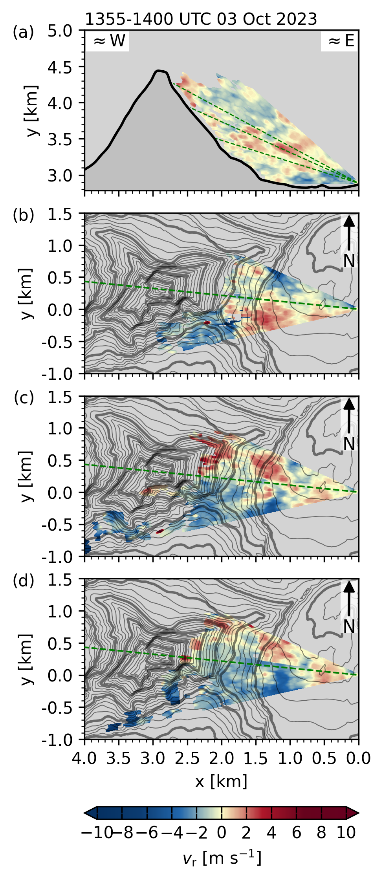 1355-1400 UTC 03 Oct 2023
(a)
≈ W ≈ E
5.0
4.5
4.0
3.5
3.0
y [km]
(b)
1.5
1.0
0.5
0.0
-0.5
-1.0
y [km]
N
(c)
1.5
1.0
0.5
0.0
-0.5
-1.0
y [km]
N
(d)
1.5
1.0
0.5
0.0
-0.5
-1.0
y [km]
N
4.0 3.5 3.0 2.5 2.0 1.5 1.0 0.5 0.0
x [km]
−10 −8 −6 −4 −2 0 2 4 6 8 10
vr [m s−1]